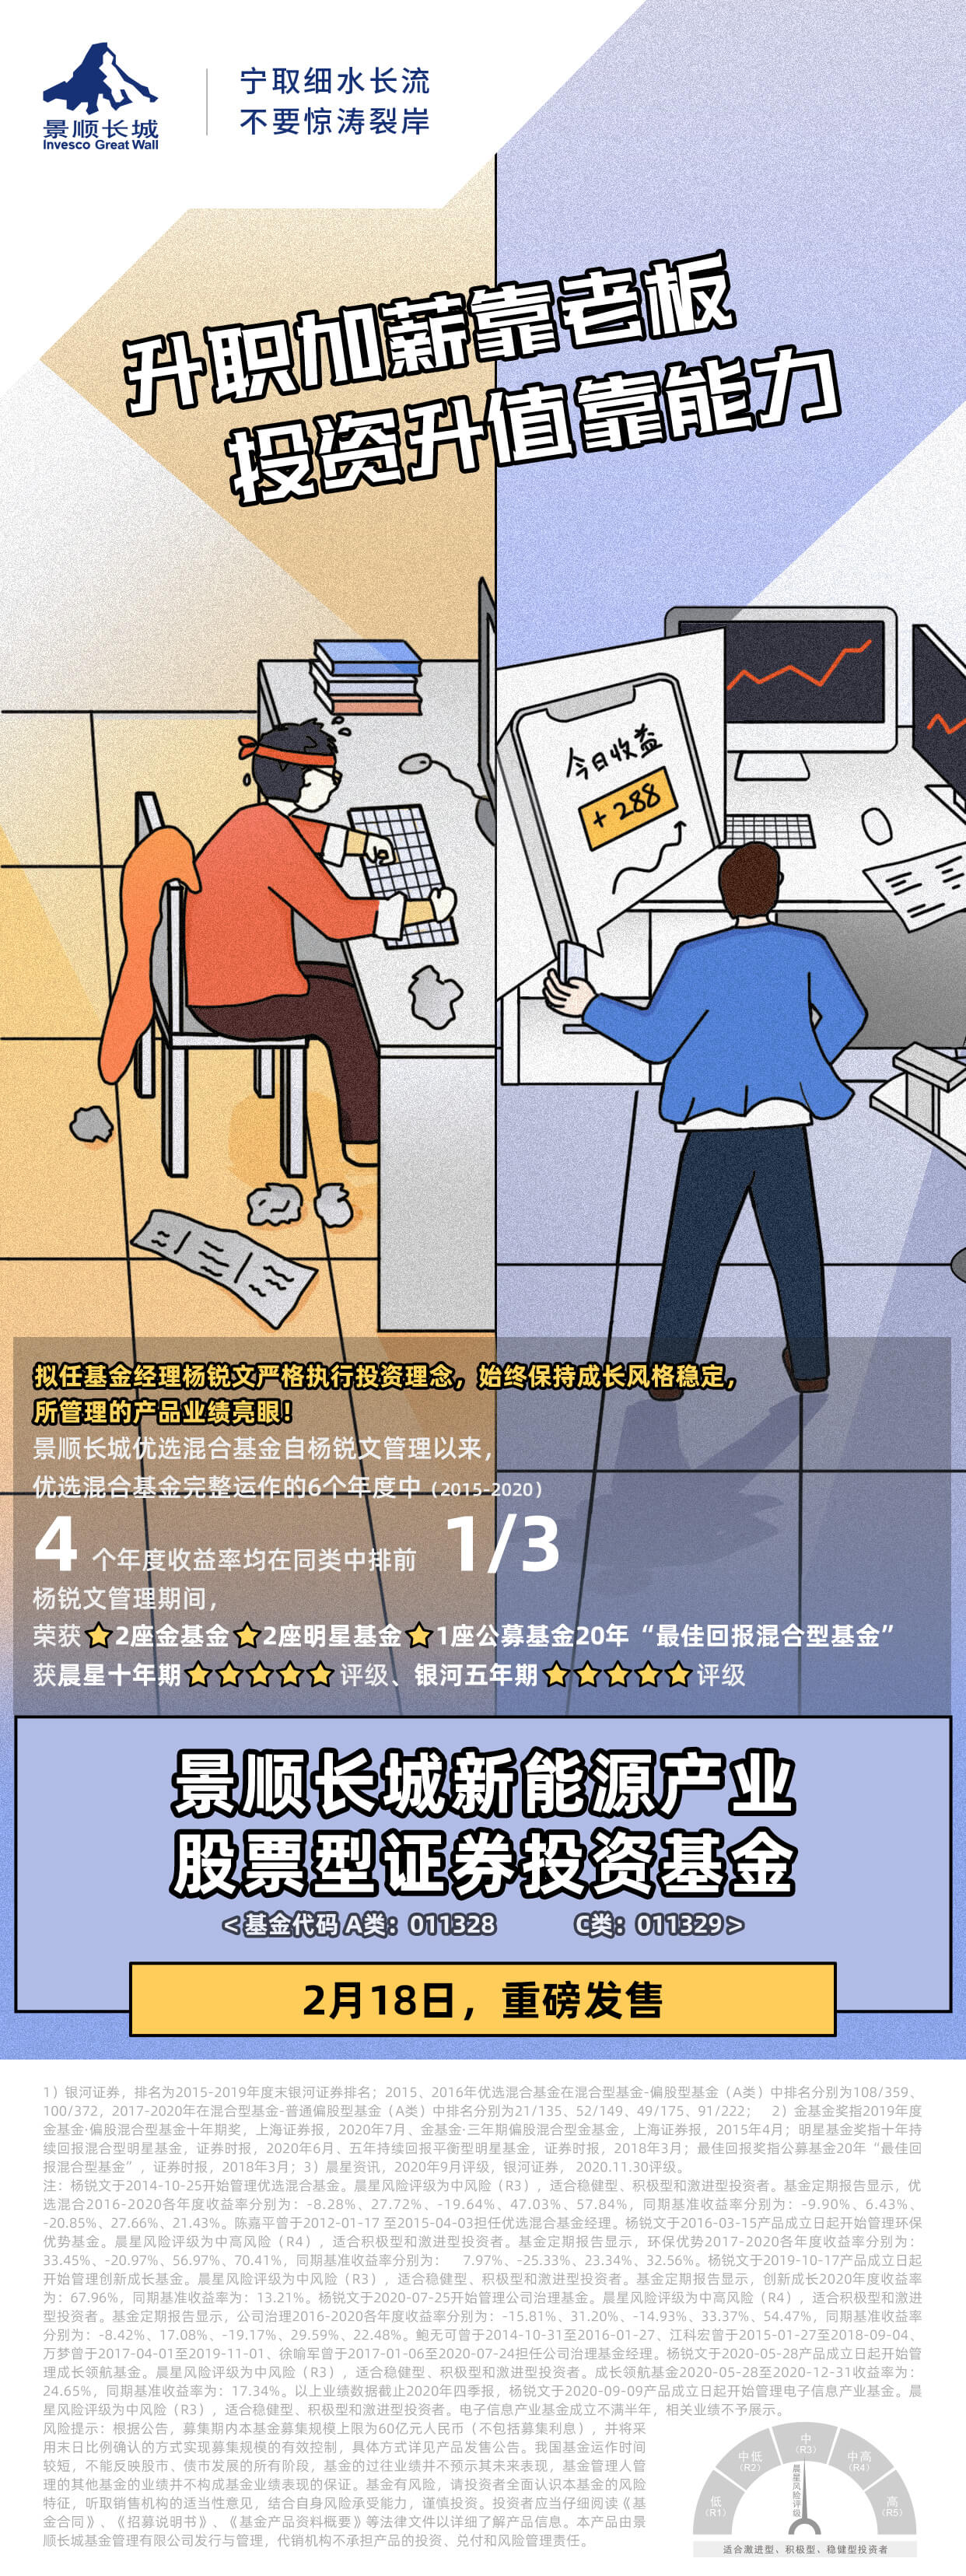 景顺长城
Invesco Great Wall
宁取细水长流
不要惊涛裂岸
升职加薪靠老板
投资升值靠能力
今日收益
+288
拟任基金经理杨锐文严格执行投资理念，始终保持成长风格稳定，
所管理的产品业绩亮眼！
景顺长城优选混合基金自杨锐文管理以来，
优选混合基金完整运作的6个年度中（2015-2020）
4 个年度收益率均在同类中排前 1/3
杨锐文管理期间，
荣获⭐2座金基金⭐2座明星基金⭐1座公募基金20年“最佳回报混合型基金”
获晨星十年期⭐⭐⭐⭐⭐评级、银河五年期⭐⭐⭐⭐⭐评级
景顺长城新能源产业
股票型证券投资基金
<基金代码 A类：011328 C类：011329>
2月18日，重磅发售
1）银河证券，排名为2015-2019年度末银河证券排名；2015、2016年优选混合基金在混合型基金-偏股型基金（A类）中排名分别为108/359、
100/372，2017-2020年在混合型基金-普通偏股型基金（A类）中排名分别为21/135、52/149、49/175、91/222； 2）金基金奖指2019年度
金基金·偏股混合型基金十年期奖，上海证券报，2020年7月、金基金·三年期偏股混合型金基金，上海证券报，2015年4月；明星基金奖指十年持
续回报混合型明星基金，证券时报，2020年6月、五年持续回报平衡型明星基金，证券时报，2018年3月；最佳回报奖指公募基金20年“最佳回
报混合型基金”，证券时报，2018年3月；3）晨星资讯，2020年9月评级，银河证券， 2020.11.30评级。
注：杨锐文于2014-10-25开始管理优选混合基金。晨星风险评级为中风险（R3），适合稳健型、积极型和激进型投资者。基金定期报告显示，优
选混合2016-2020各年度收益率分别为：-8.28%、27.72%、-19.64%、47.03%、57.84%，同期基准收益率分别为：-9.90%、6.43%、
-20.85%、27.66%、21.43%。陈嘉平曾于2012-01-17 至2015-04-03担任优选混合基金经理。杨锐文于2016-03-15产品成立日起开始管理环保
优势基金。晨星风险评级为中高风险（R4），适合积极型和激进型投资者。基金定期报告显示，环保优势2017-2020各年度收益率分别为：
33.45%、-20.97%、56.97%、70.41%，同期基准收益率分别为： 7.97%、-25.33%、23.34%、32.56%。杨锐文于2019-10-17产品成立日起
开始管理创新成长基金。晨星风险评级为中风险（R3），适合稳健型、积极型和激进型投资者。基金定期报告显示，创新成长2020年度收益率
为：67.96%，同期基准收益率为：13.21%。杨锐文于2020-07-25开始管理公司治理基金。晨星风险评级为中高风险（R4），适合积极型和激进
型投资者。基金定期报告显示，公司治理2016-2020各年度收益率分别为：-15.81%、31.20%、-14.93%、33.37%、54.47%，同期基准收益率
分别为：-8.42%、17.08%、-19.17%、29.59%、22.48%。鲍无可曾于2014-10-31至2016-01-27、江科宏曾于2015-01-27至2018-09-04、
万梦曾于2017-04-01至2019-11-01、徐喻军曾于2017-01-06至2020-07-24担任公司治理基金经理。杨锐文于2020-05-28产品成立日起开始管
理成长领航基金。晨星风险评级为中风险（R3），适合稳健型、积极型和激进型投资者。成长领航基金2020-05-28至2020-12-31收益率为：
24.65%，同期基准收益率为：17.34%。以上业绩数据截止2020年四季报，杨锐文于2020-09-09产品成立日起开始管理电子信息产业基金。晨
星风险评级为中风险（R3），适合稳健型、积极型和激进型投资者。电子信息产业基金成立不满半年，相关业绩不予展示。
风险提示：根据公告，募集期内本基金募集规模上限为60亿元人民币（不包括募集利息），并将采
用末日比例确认的方式实现募集规模的有效控制，具体方式详见产品发售公告。我国基金运作时间
较短，不能反映股市、债市发展的所有阶段，基金的过往业绩并不预示其未来表现，基金管理人管
理的其他基金的业绩并不构成基金业绩表现的保证。基金有风险，请投资者全面认识本基金的风险
特征，听取销售机构的适当性意见，结合自身风险承受能力，谨慎投资。投资者应当仔细阅读《基
金合同》、《招募说明书》、《基金产品资料概要》等法律文件以详细了解产品信息。本产品由景
顺长城基金管理有限公司发行与管理，代销机构不承担产品的投资、兑付和风险管理责任。
低
（R1）
中低
（R2）
中
（R3）
中高
（R4）
高
（R5）
晨星风险评级
适合激进型、积极型、稳健型投资者